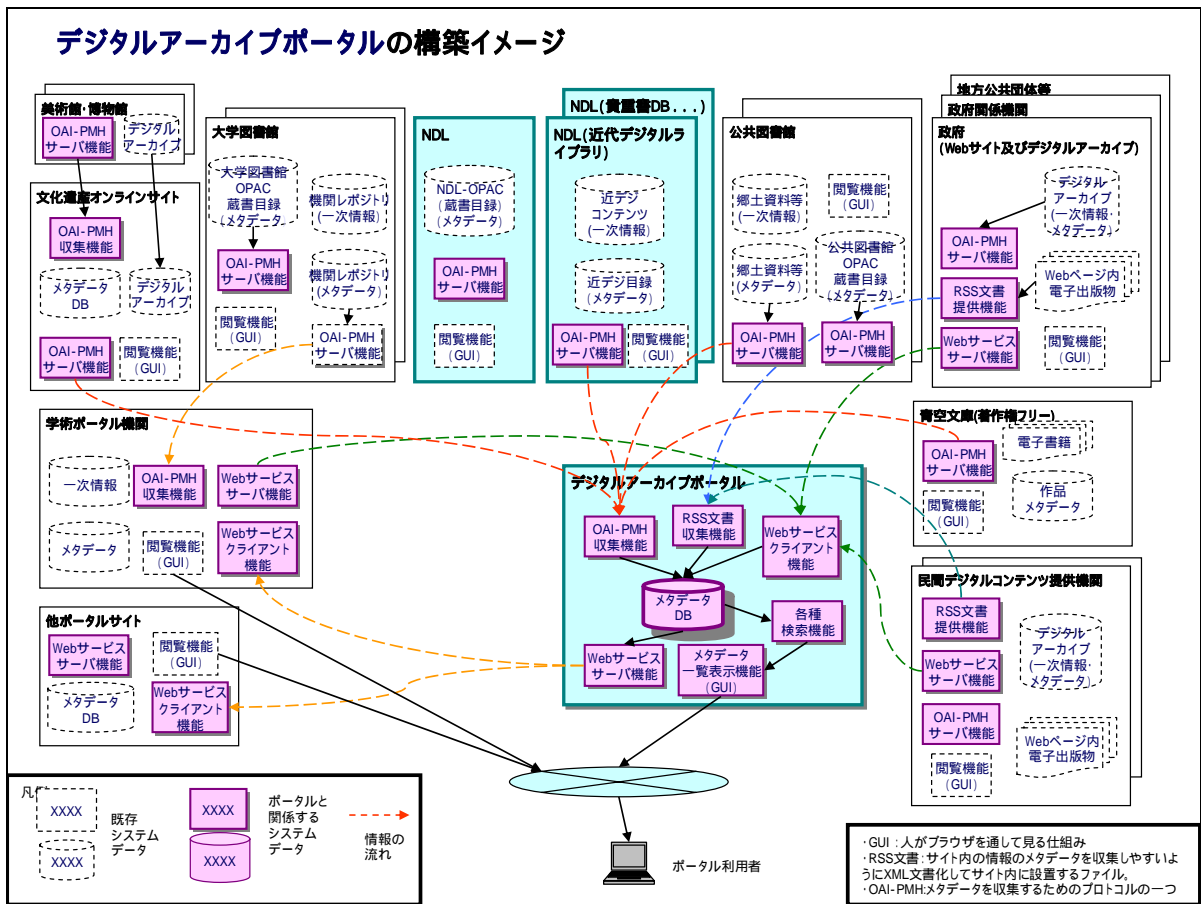 デジタルアーカイブポータルの構築イメージ
美術館・博物館
OAI-PMH
サーバ機能
デジタル
アーカイブ
文化遺産オンラインサイト
OAI-PMH
収集機能
メタデータ
DB
デジタル
アーカイブ
OAI-PMH
サーバ機能
閲覧機能
(GUI)
大学図書館
大学図書館
OPAC
蔵書目録
(メタデータ)
機関レポジトリ
(一次情報)
OAI-PMH
サーバ機能
機関レポジトリ
(メタデータ)
閲覧機能
(GUI)
OAI-PMH
サーバ機能
NDL
NDL-OPAC
(蔵書目録)
(メタデータ)
OAI-PMH
サーバ機能
閲覧機能
(GUI)
NDL(貴重書DB...)
NDL(近代デジタルラ
イブラリ)
近デジ
コンテンツ
(一次情報)
近デジ目録
(メタデータ)
OAI-PMH
サーバ機能
閲覧機能
(GUI)
公共図書館
郷土資料等
(一次情報)
閲覧機能
(GUI)
郷土資料等
(メタデータ)
公共図書館
OPAC
蔵書目録
(メタデータ)
OAI-PMH
サーバ機能
OAI-PMH
サーバ機能
地方公共団体等
政府関係機関
政府
(Webサイト及びデジタルアーカイブ)
デジタル
アーカイブ
(一次情報・
メタデータ)
OAI-PMH
サーバ機能
RSS文書
提供機能
Webページ内
電子出版物
Webサービス
サーバ機能
閲覧機能
(GUI)
学術ポータル機関
一次情報
OAI-PMH
収集機能
Webサービス
サーバ機能
メタデータ
閲覧機能
(GUI)
Webサービス
クライアント
機能
他ポータルサイト
Webサービス
サーバ機能
閲覧機能
(GUI)
メタデータ
DB
Webサービス
クライアント
機能
デジタルアーカイブポータル
OAI-PMH
収集機能
RSS文書
収集機能
Webサービス
クライアント
機能
メタデータ
DB
各種
検索機能
Webサービス
サーバ機能
メタデータ
一覧表示機能
(GUI)
青空文庫(著作権フリー)
OAI-PMH
サーバ機能
電子書籍
閲覧機能
(GUI)
作品
メタデータ
民間デジタルコンテンツ提供機関
RSS文書
提供機能
デジタル
アーカイブ
(一次情報・
メタデータ)
Webサービス
サーバ機能
OAI-PMH
サーバ機能
Webページ内
電子出版物
閲覧機能
(GUI)
凡例
XXXX
XXXX
既存
システム
データ
XXXX
XXXX
ポータルと
関係する
システム
データ
情報の
流れ
ポータル利用者
・GUI:人がブラウザを通して見る仕組み
・RSS文書:サイト内の情報のメタデータを収集しやすいよ
うにXML文書化してサイト内に設置するファイル。
・OAI-PMH:メタデータを収集するためのプロトコルの一つ